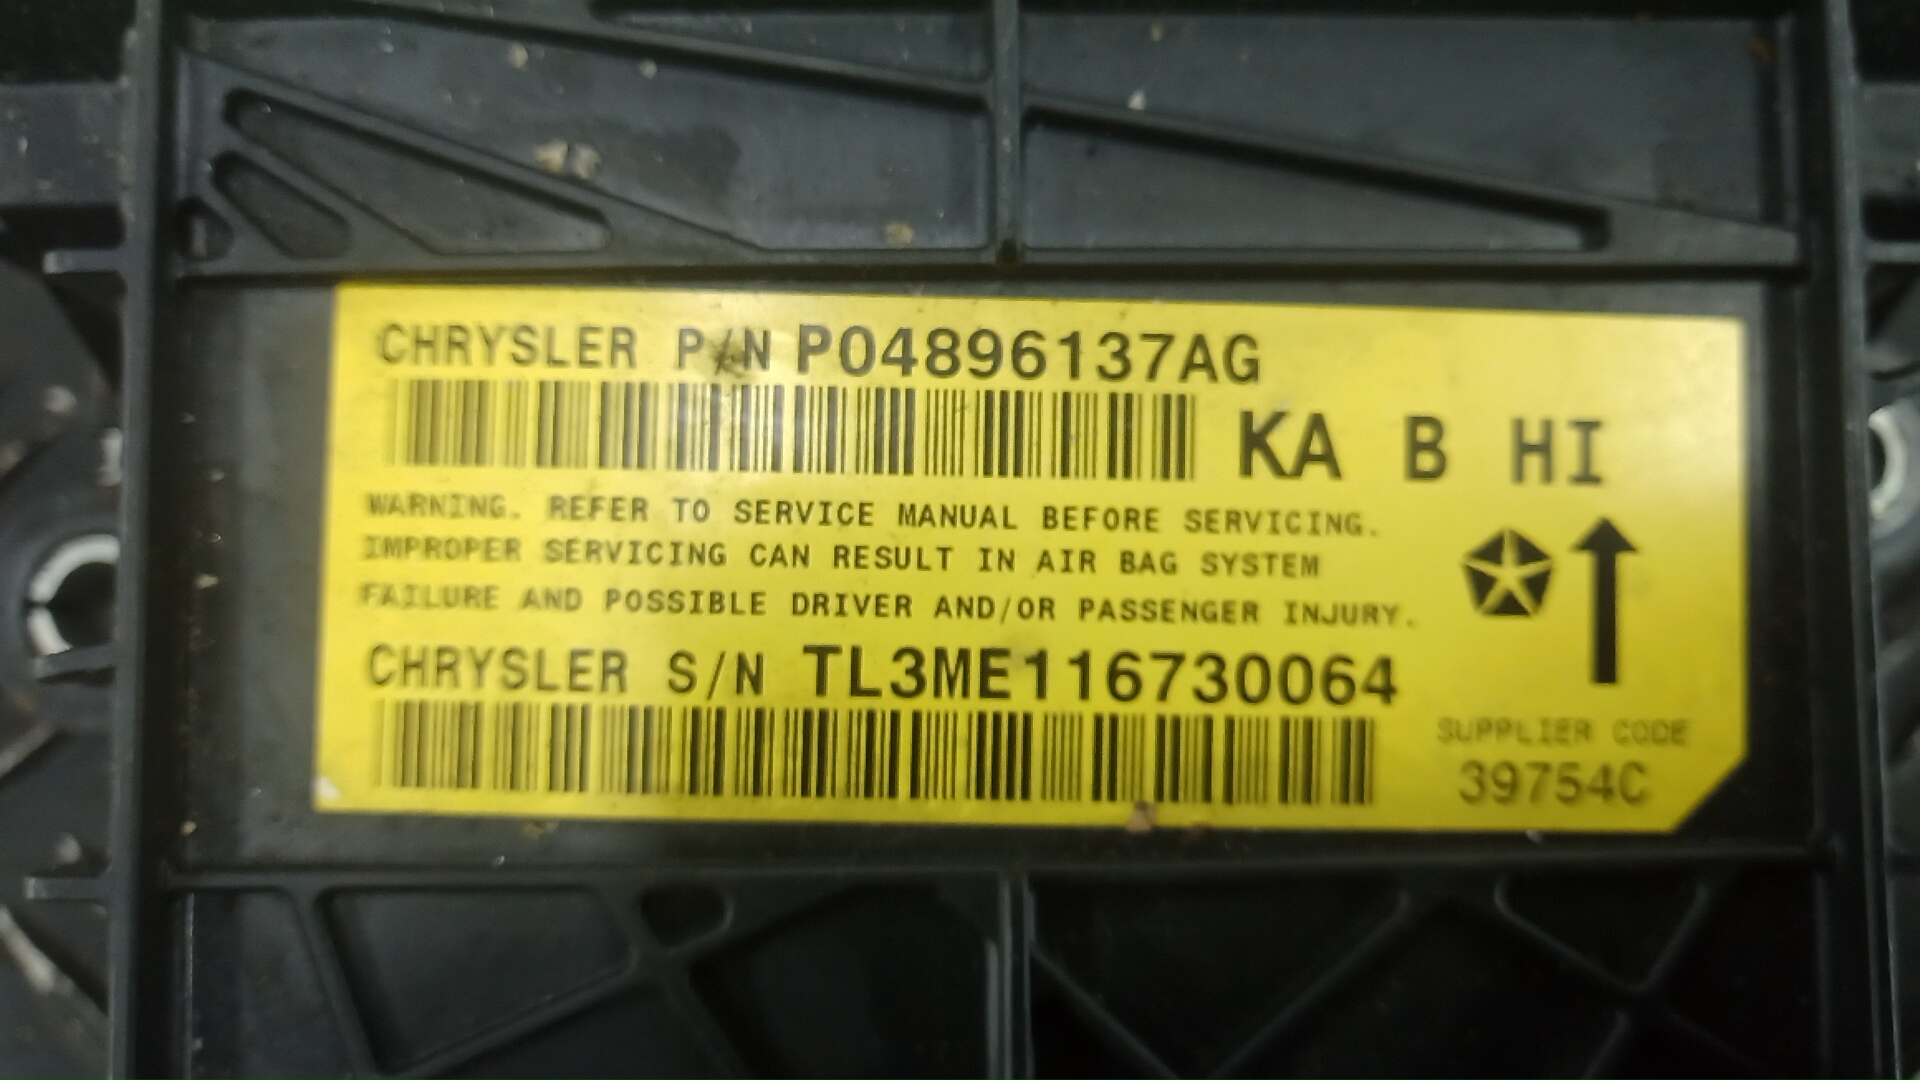 CHRYSLER P/N P04896137AG
KA B HI
WARNING. REFER TO SERVICE MANUAL BEFORE SERVICING.
IMPROPER SERVICING CAN RESULT IN AIR BAG SYSTEM
FAILURE AND POSSIBLE DRIVER AND/OR PASSENGER INJURY.
CHRYSLER S/N TL3ME116730064
SUPPLIER CODE
39754C